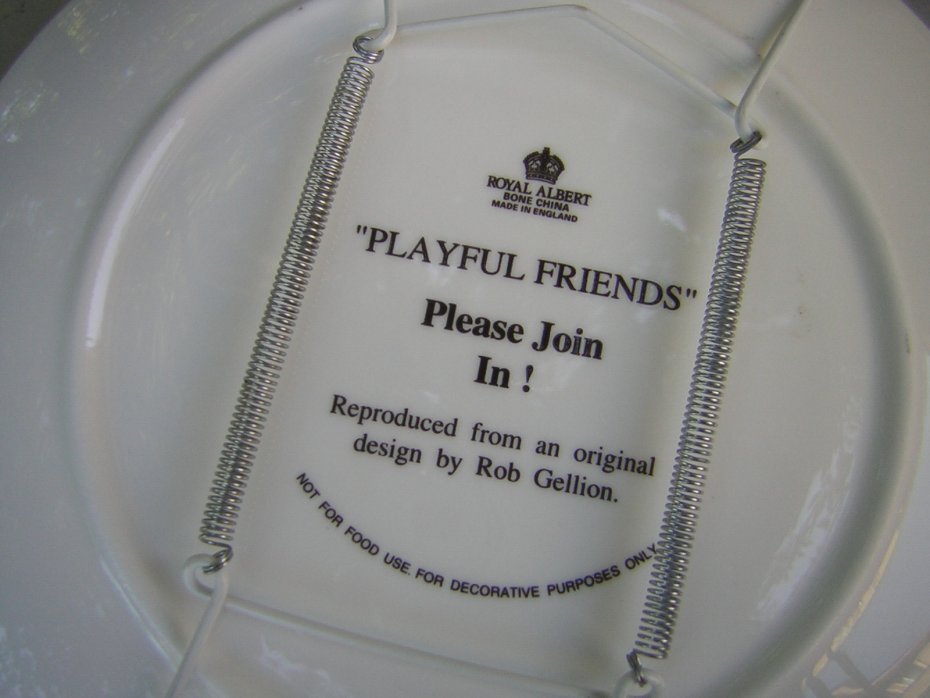 ROYAL ALBERT
BONE CHINA
MADE IN ENGLAND
"PLAYFUL FRIENDS"
Please Join
In !
Reproduced from an original
design by Rob Gellion.
NOT FOR FOOD USE. FOR DECORATIVE PURPOSES ONLY.